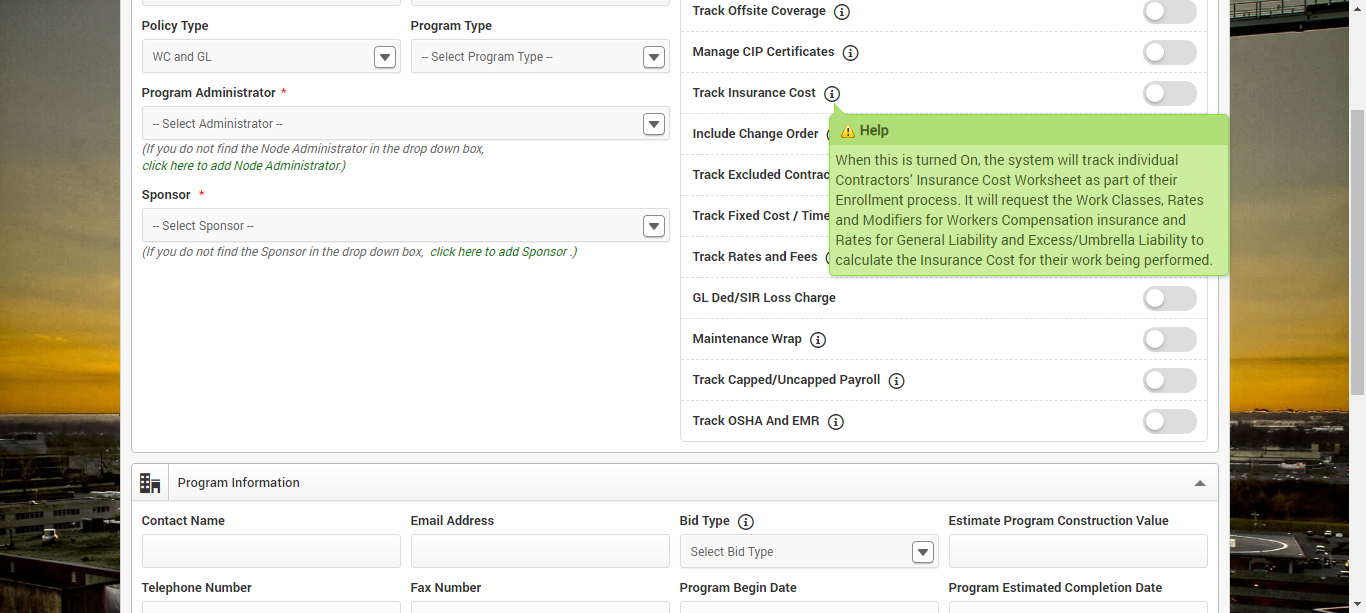 Policy Type
Program Type
WC and GL
-- Select Program Type --
Program Administrator *
-- Select Administrator --
(If you do not find the Node Administrator in the drop down box,
click here to add Node Administrator.)
Sponsor *
-- Select Sponsor --
(If you do not find the Sponsor in the drop down box, click here to add Sponsor .)
Track Offsite Coverage
Manage CIP Certificates
Track Insurance Cost
Include Change Order
Track Excluded Contrac
Track Fixed Cost / Time
Track Rates and Fees
Help
When this is turned On, the system will track individual
Contractors' Insurance Cost Worksheet as part of their
Enrollment process. It will request the Work Classes, Rates
and Modifiers for Workers Compensation insurance and
Rates for General Liability and Excess/Umbrella Liability to
calculate the Insurance Cost for their work being performed.
GL Ded/SIR Loss Charge
Maintenance Wrap
Track Capped/Uncapped Payroll
Track OSHA And EMR
Program Information
Contact Name
Email Address
Bid Type
Estimate Program Construction Value
Select Bid Type
Telephone Number
Fax Number
Program Begin Date
Program Estimated Completion Date